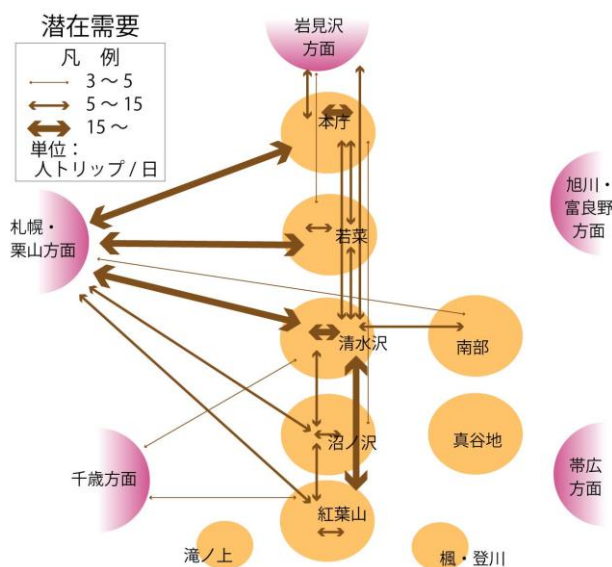 潜在需要
凡 例
3～5
5～15
15～
単位：
人トリップ/日
岩見沢
方面
本庁
旭川・
富良野
方面
札幌・
栗山方面
若菜
清水沢
南部
沼ノ沢
真谷地
千歳方面
帯広
方面
紅葉山
滝ノ上
楓・登川